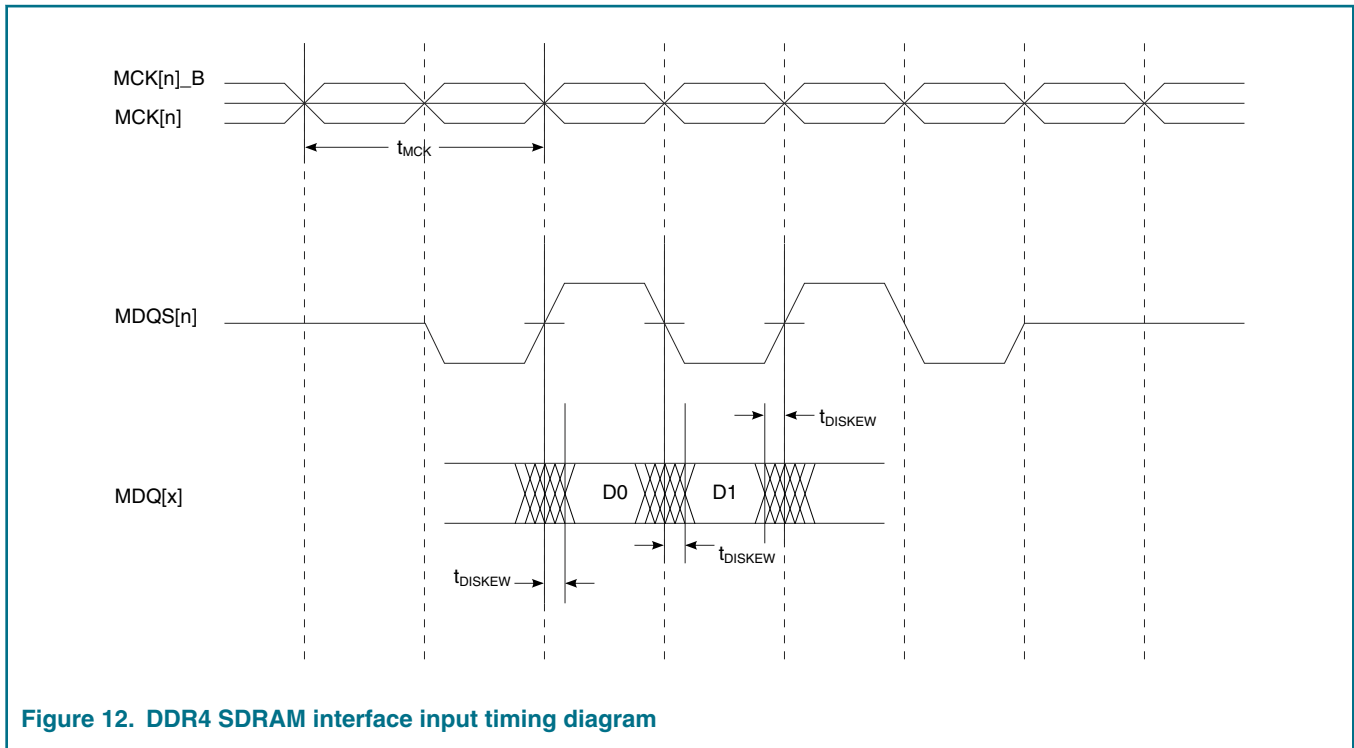 MCK[n]_B
MCK[n]
tMCK
MDQS[n]
tDISKEW
MDQ[x]
D0
D1
tDISKEW
tDISKEW
Figure 12. DDR4 SDRAM interface input timing diagram